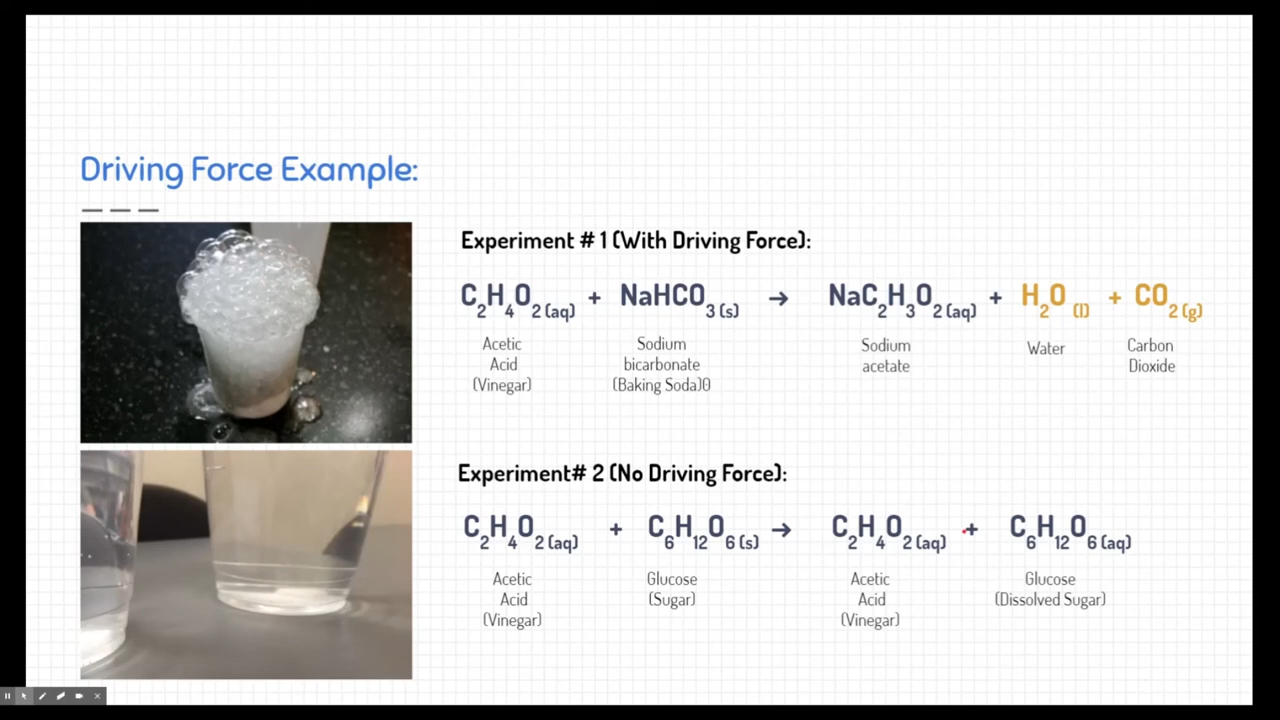 Driving Force Example:
Experiment # 1 (With Driving Force):
C2H4O2 (aq) + NaHCO3 (s) → NaC2H3O2 (aq) + H2O (l) + CO2 (g)
Acetic Acid (Vinegar)
Sodium bicarbonate (Baking Soda)0
Sodium acetate
Water
Carbon Dioxide
Experiment# 2 (No Driving Force):
C2H4O2 (aq) + C6H12O6 (s) → C2H4O2 (aq) + C6H12O6 (aq)
Acetic Acid (Vinegar)
Glucose (Sugar)
Acetic Acid (Vinegar)
Glucose (Dissolved Sugar)